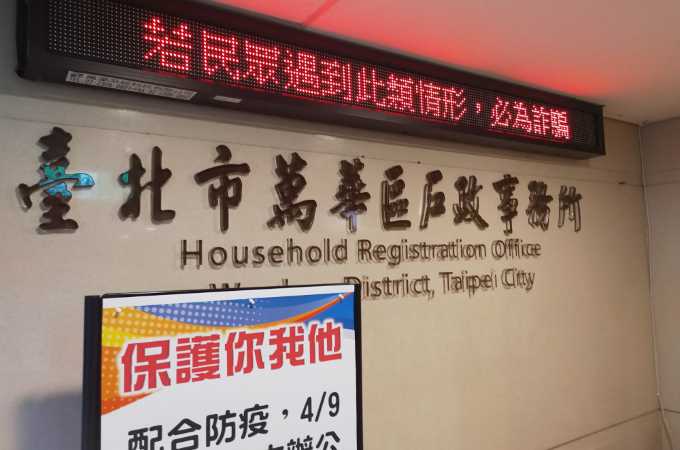 若民眾遇到此類情形，必為詐騙
臺北市萬華區戶政事務所
Household Registration Office
District, Taipei City
保護你我他
配合防疫，4/9
辦公